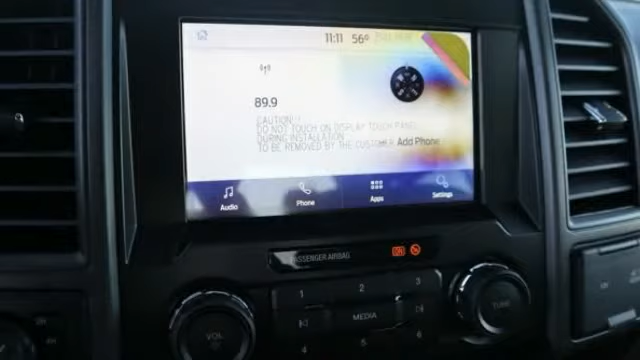 11:11 56°
89.9
CAUTION!!
DO NOT TOUCH ON DISPLAY TOUCH PANEL
DURING INSTALLATION
TO BE REMOVED BY THE CUSTOMER
Add Phone
Audio
Phone
Apps
Settings
PASSENGER AIRBAG ON
1 2 3
VOL
MEDIA
TUNE
4 5 6